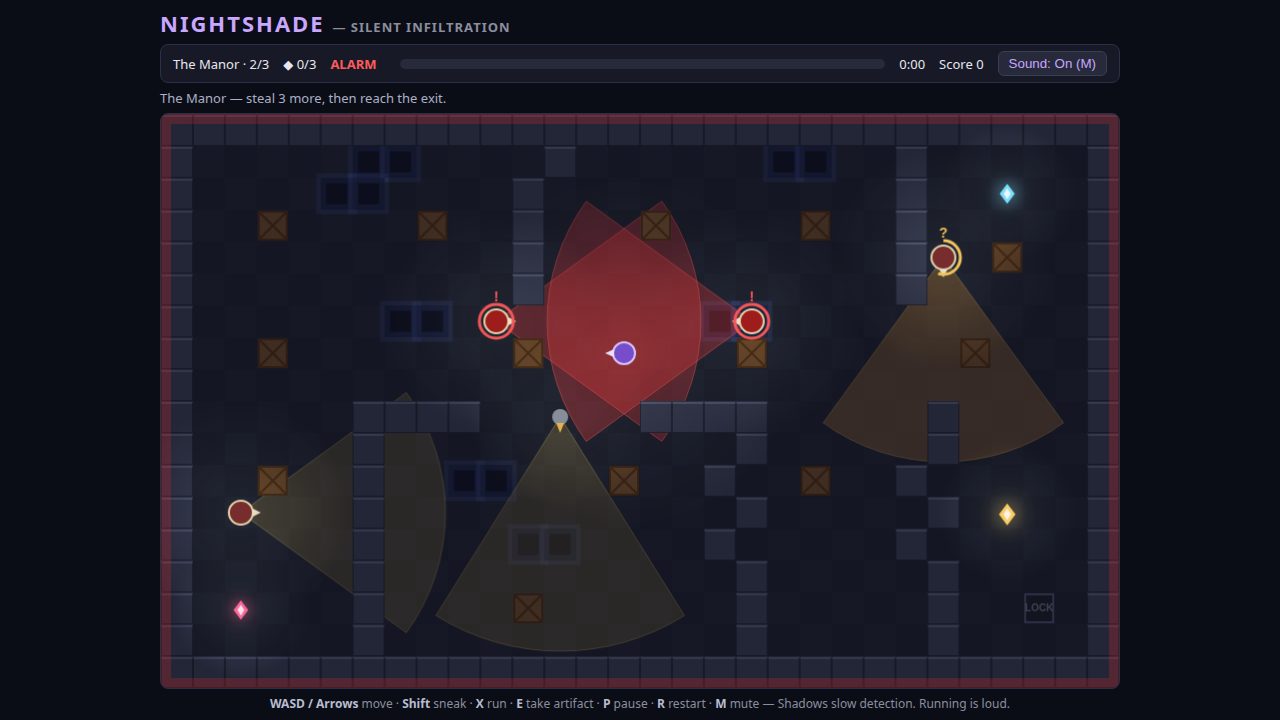 NIGHTSHADE — SILENT INFILTRATION
The Manor · 2/3 ◆ 0/3 ALARM 0:00 Score 0 Sound: On (M)
The Manor — steal 3 more, then reach the exit.
?
! !
LOCK
WASD / Arrows move · Shift sneak · X run · E take artifact · P pause · R restart · M mute — Shadows slow detection. Running is loud.